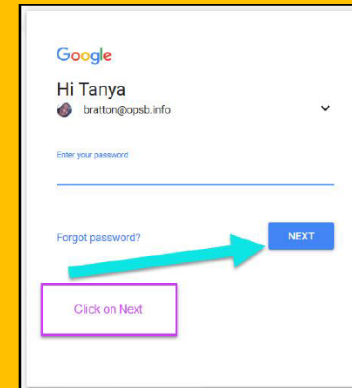 Google
Hi Tanya
bratton@opsb.info
Enter your password
Forgot password?
NEXT
Click on Next